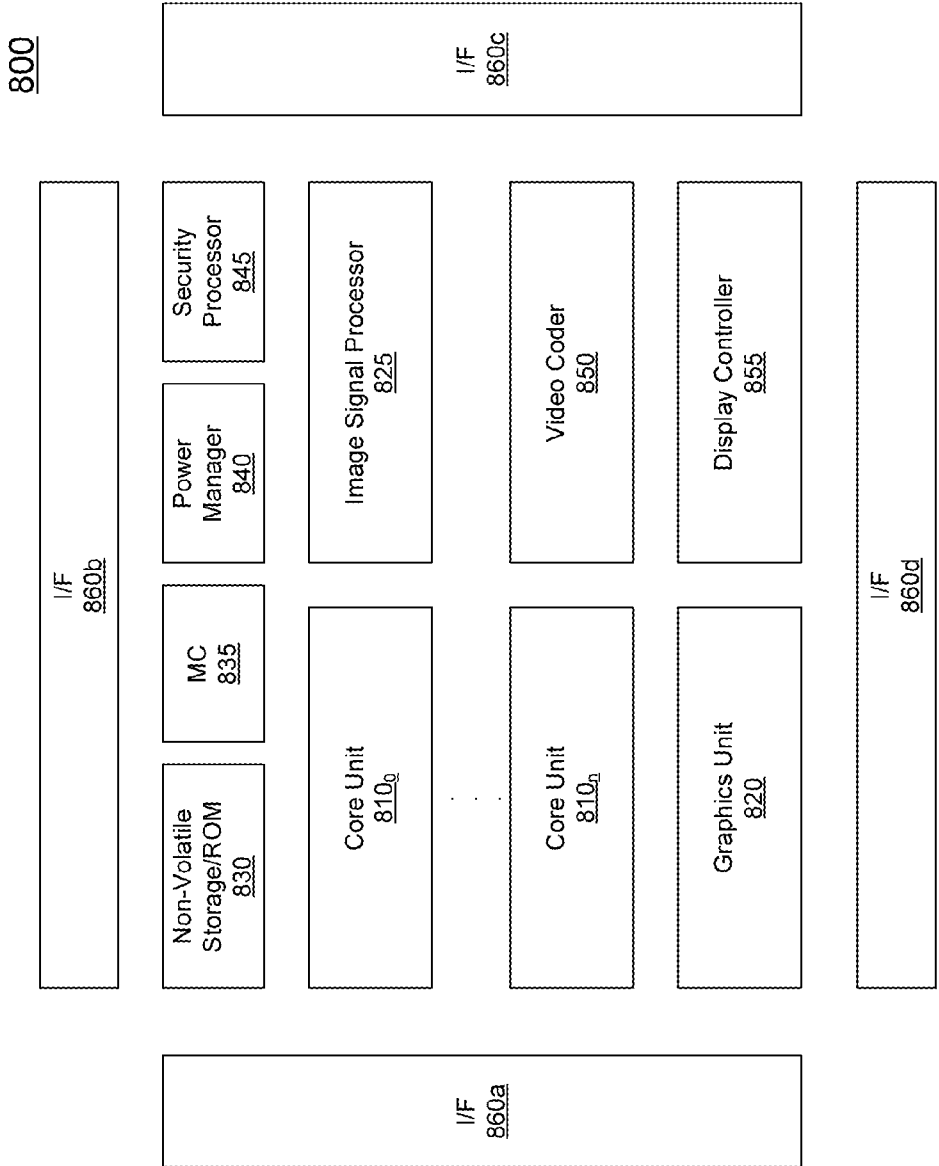 800
I/F
860b
I/F
860a
I/F
860c
Non-Volatile
Storage/ROM
830
MC
835
Power
Manager
840
Security
Processor
845
Core Unit
810₀
Image Signal Processor
825
. . . .
Core Unit
810ₙ
Video Coder
850
Graphics Unit
820
Display Controller
855
I/F
860d